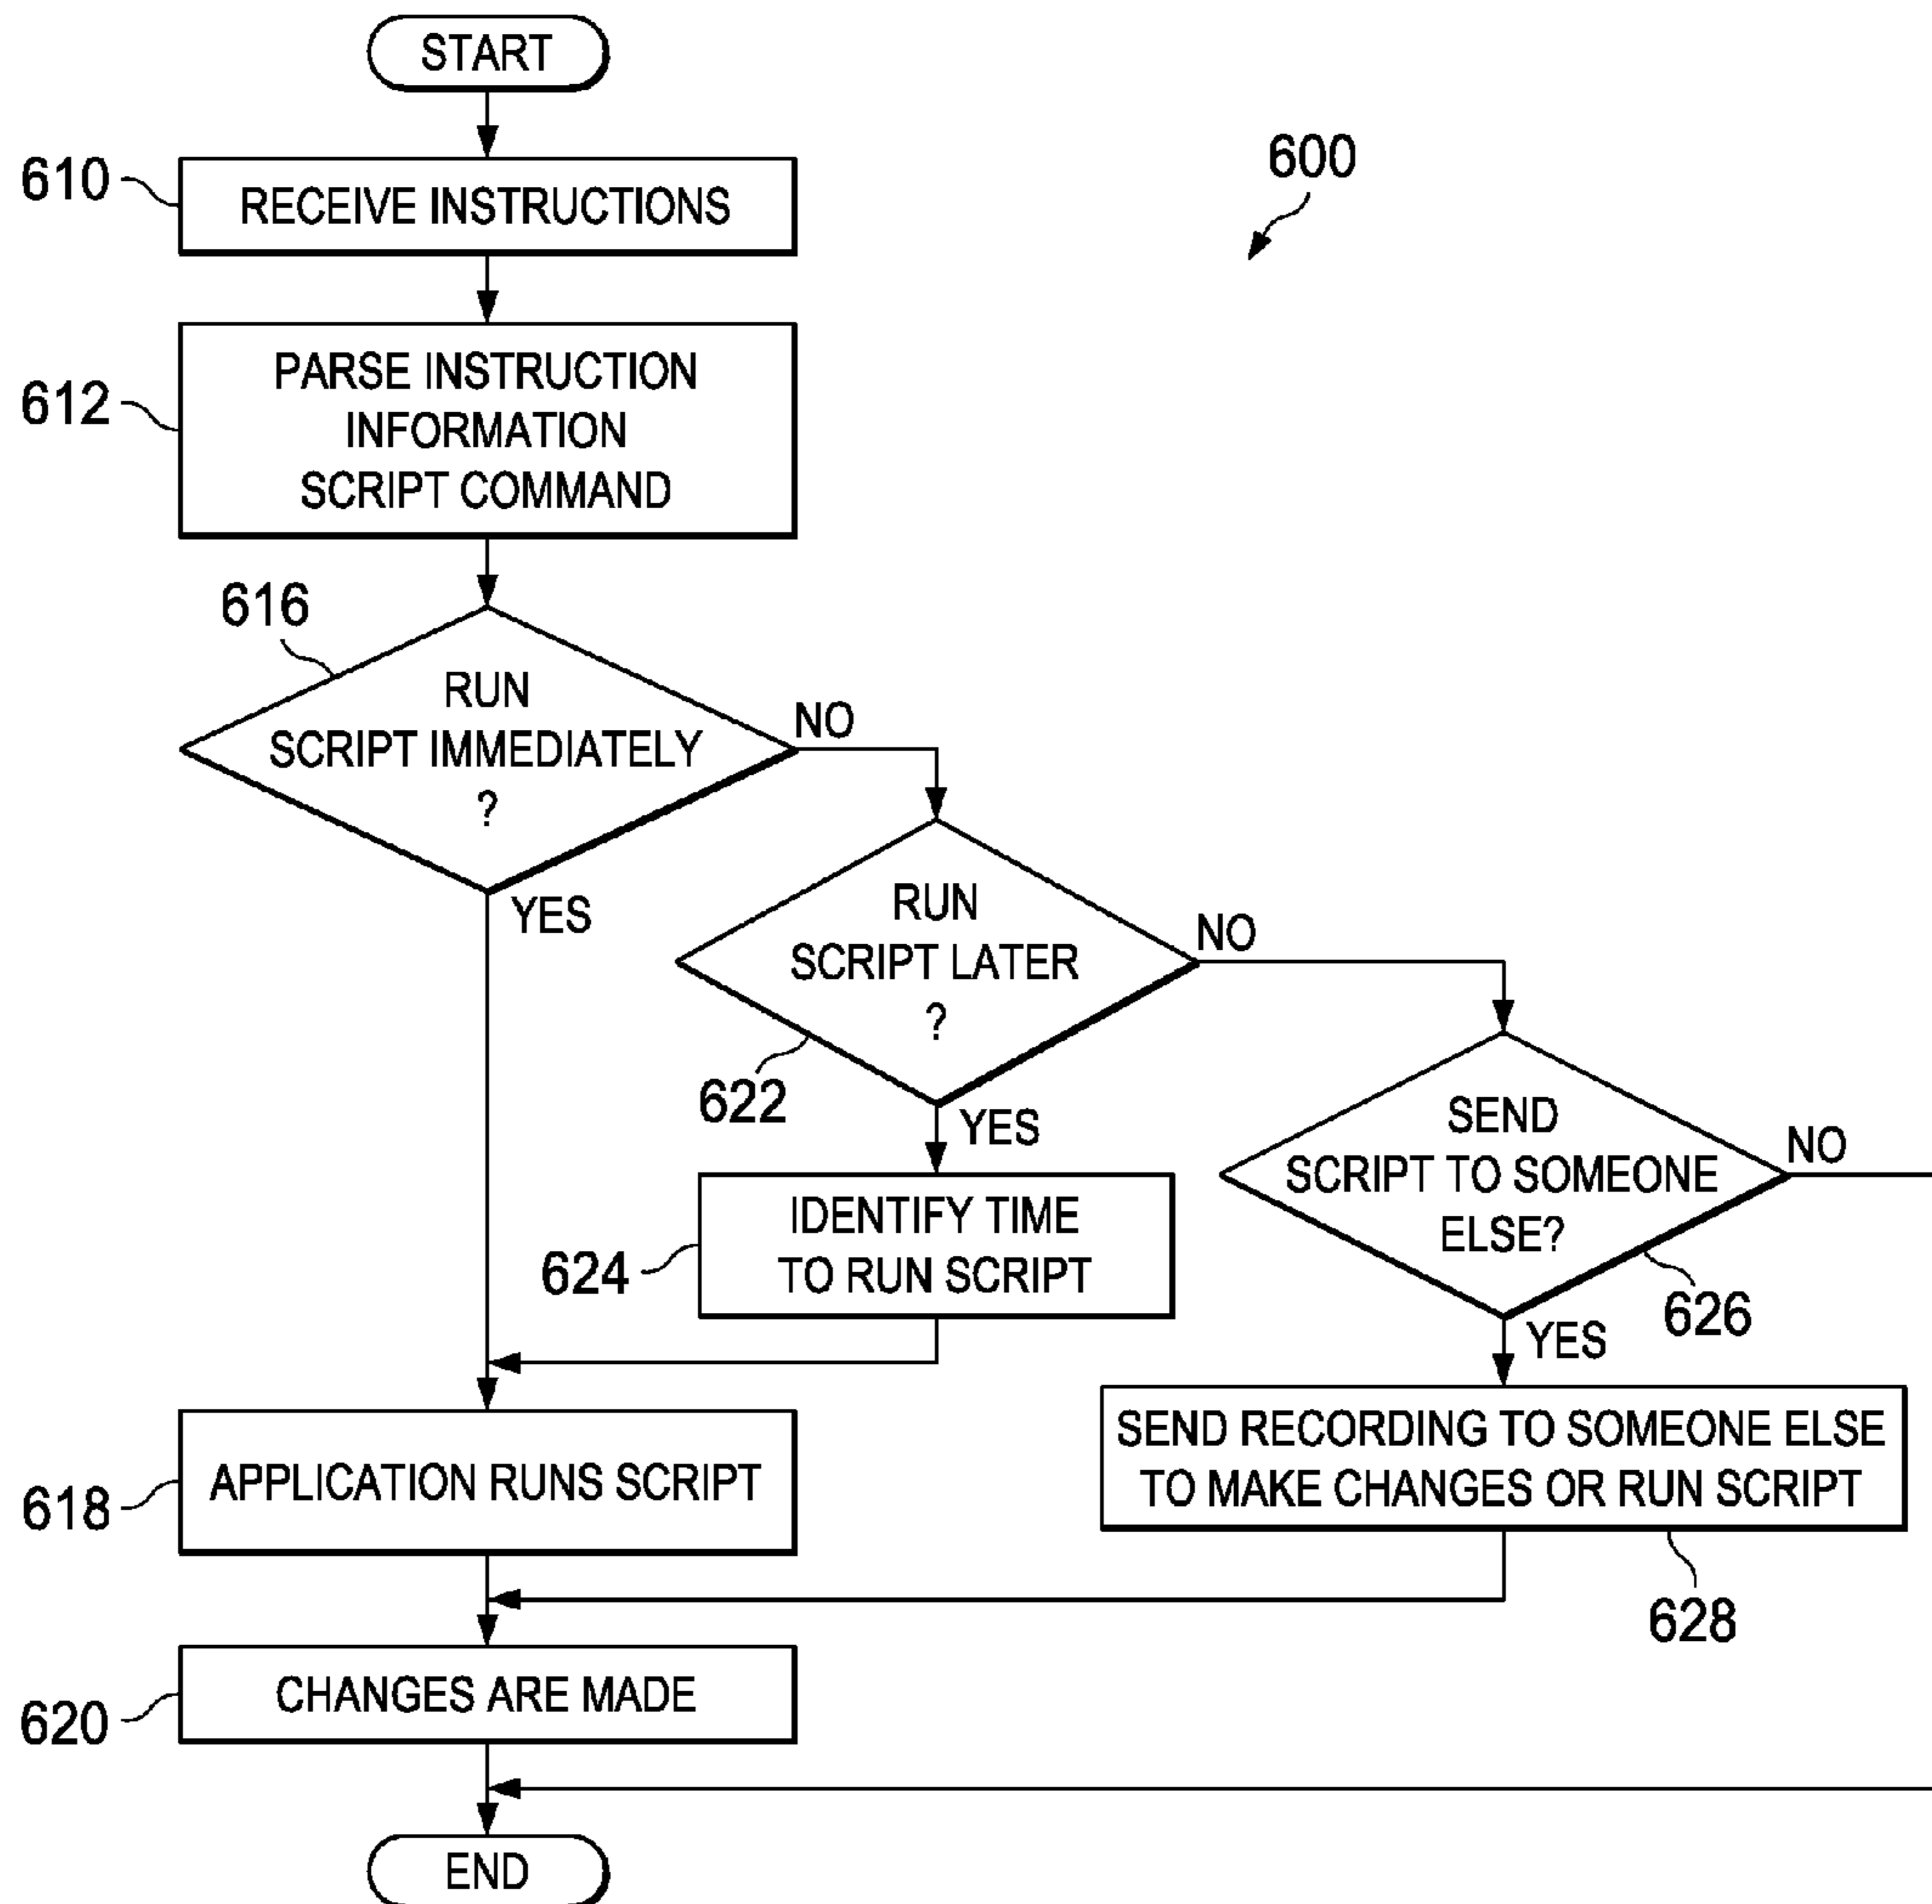 START
600
610
RECEIVE INSTRUCTIONS
612
PARSE INSTRUCTION
INFORMATION
SCRIPT COMMAND
616
RUN
SCRIPT IMMEDIATELY
?
NO
YES
RUN
SCRIPT LATER
?
NO
622
YES
SEND
SCRIPT TO SOMEONE
ELSE?
NO
626
YES
624
IDENTIFY TIME
TO RUN SCRIPT
618
APPLICATION RUNS SCRIPT
SEND RECORDING TO SOMEONE ELSE
TO MAKE CHANGES OR RUN SCRIPT
628
620
CHANGES ARE MADE
END